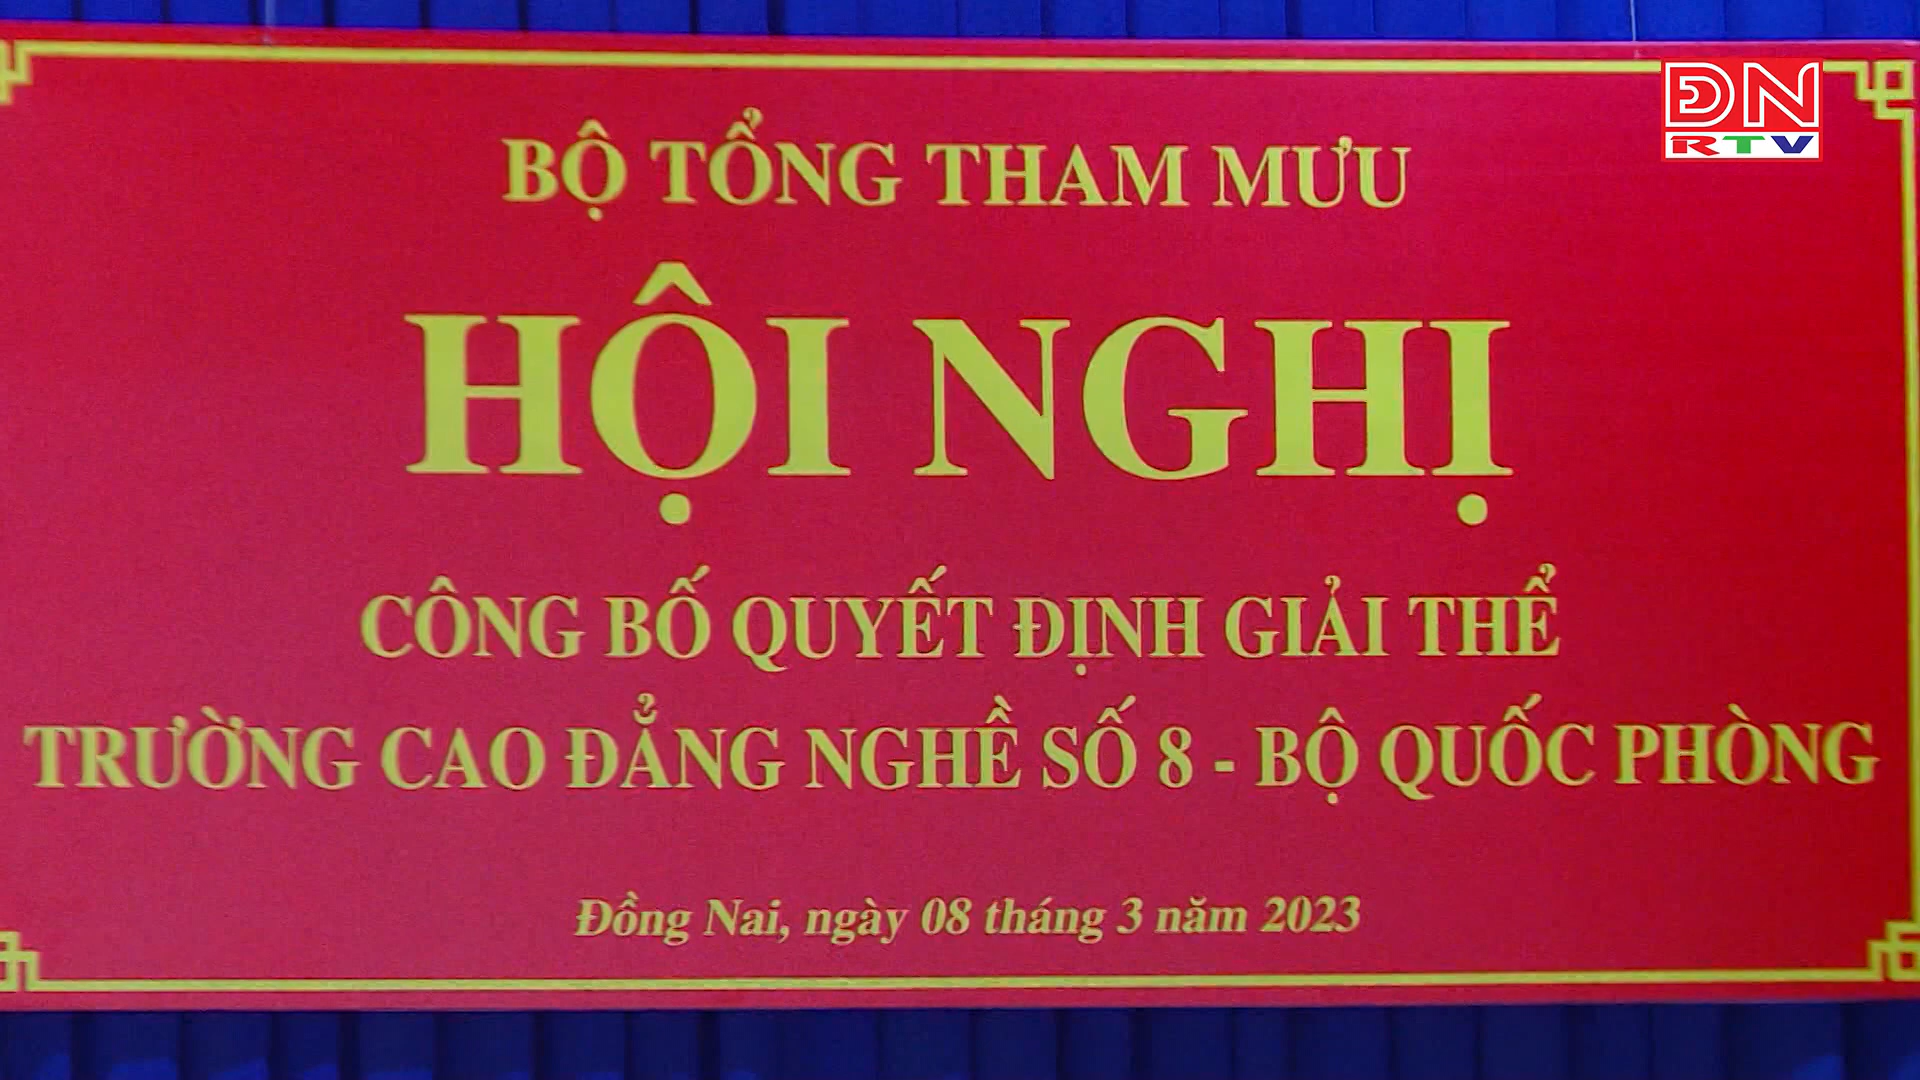 ĐN
RTV
BỘ TỔNG THAM MƯU
HỘI NGHỊ
CÔNG BỐ QUYẾT ĐỊNH GIẢI THỂ
TRƯỜNG CAO ĐẲNG NGHỀ SỐ 8 - BỘ QUỐC PHÒNG
Đồng Nai, ngày 08 tháng 3 năm 2023